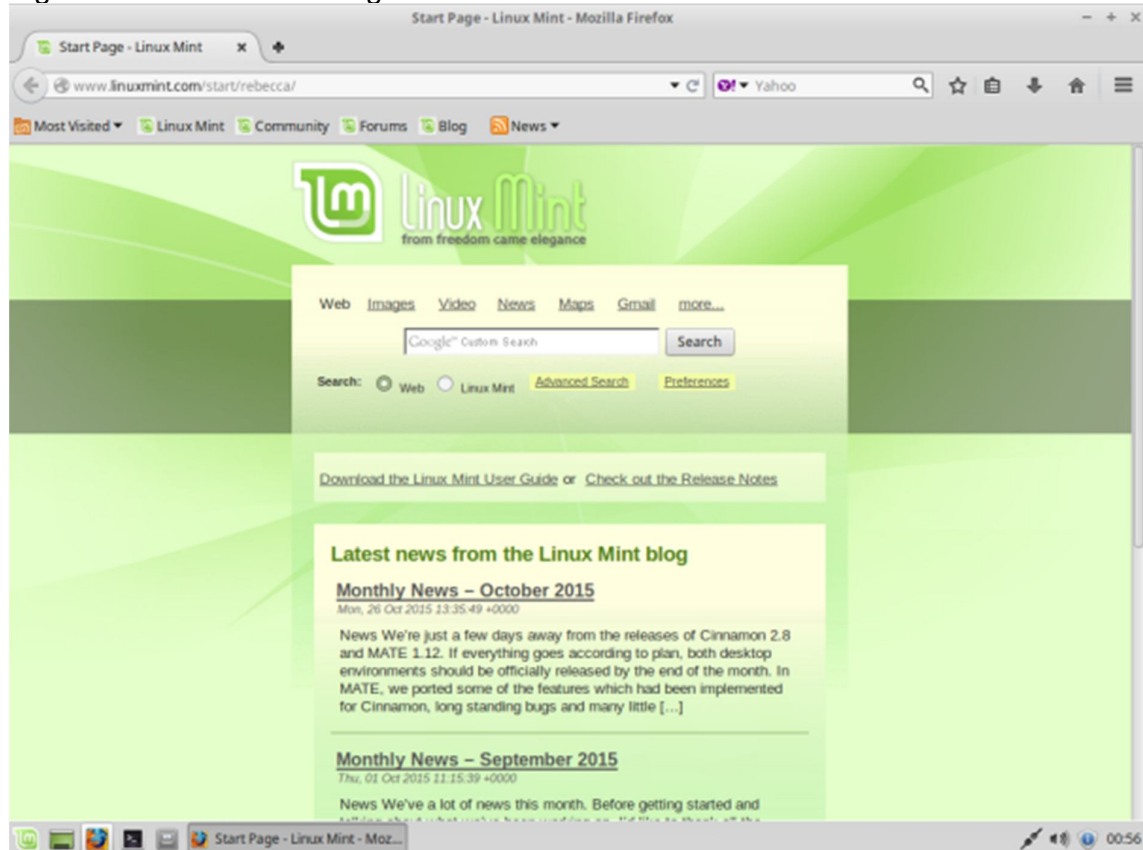 Start Page - Linux Mint - Mozilla Firefox
Start Page - Linux Mint
www.linuxmint.com/start/rebecca/
Yahoo
Most Visited Linux Mint Community Forums Blog News
lm
Linux Mint
from freedom came elegance
Web Images Video News Maps Gmail more...
Google™ Custom Search Search
Search: Web Linux Mint Advanced Search Preferences
Download the Linux Mint User Guide or Check out the Release Notes
Latest news from the Linux Mint blog
Monthly News – October 2015
Mon, 26 Oct 2015 13:35:49 +0000
News We're just a few days away from the releases of Cinnamon 2.8
and MATE 1.12. If everything goes according to plan, both desktop
environments should be officially released by the end of the month. In
MATE, we ported some of the features which had been implemented
for Cinnamon, long standing bugs and many little […]
Monthly News – September 2015
Thu, 01 Oct 2015 11:15:39 +0000
News We've a lot of news this month. Before getting started and
Start Page - Linux Mint - Moz...
00:56